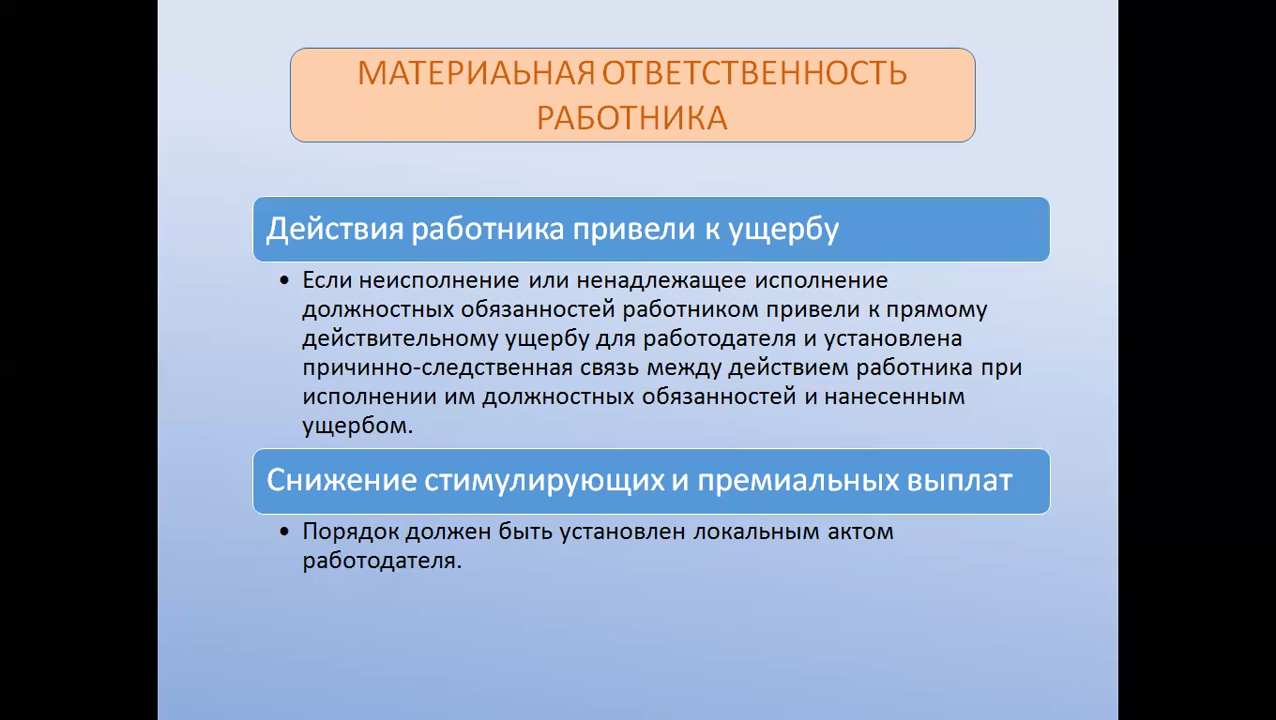 МАТЕРИАЬНАЯ ОТВЕТСТВЕННОСТЬ
РАБОТНИКА
Действия работника привели к ущербу
• Если неисполнение или ненадлежащее исполнение
должностных обязанностей работником привели к прямому
действительному ущербу для работодателя и установлена
причинно-следственная связь между действием работника при
исполнении им должностных обязанностей и нанесенным
ущербом.
Снижение стимулирующих и премиальных выплат
• Порядок должен быть установлен локальным актом
работодателя.